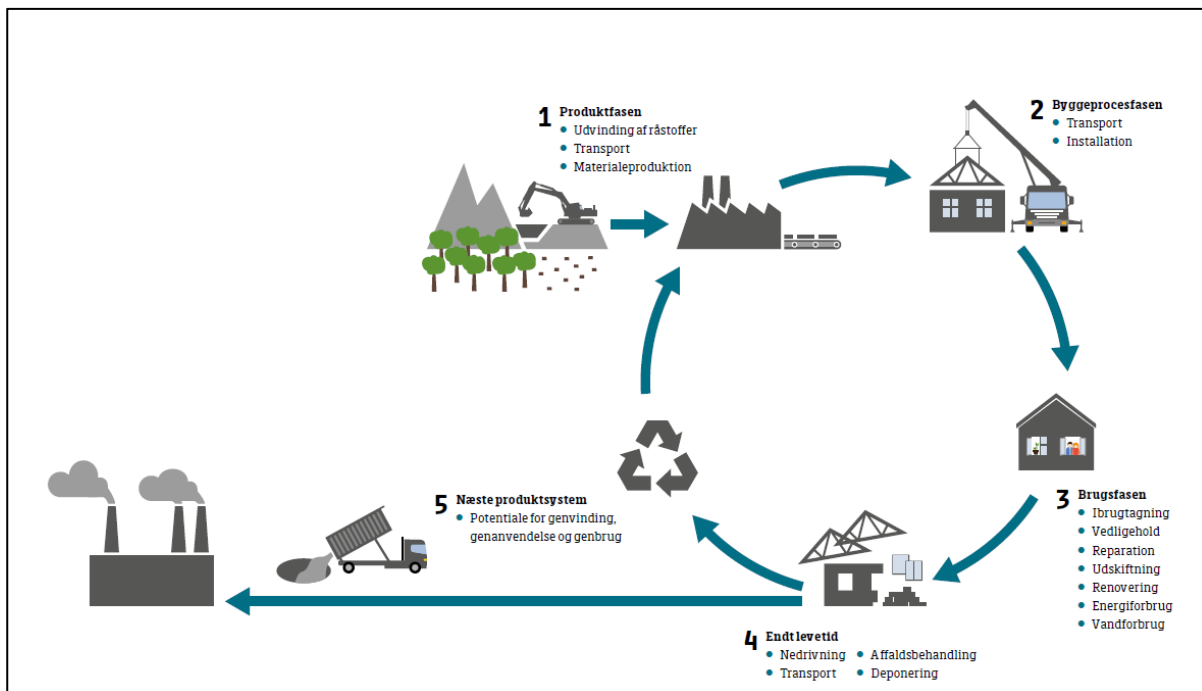 1 Produktfasen
Udvinding af råstoffer
Transport
Materialeproduktion
2 Byggeprocesfasen
Transport
Installation
3 Brugsfasen
Ibrugtagning
Vedligehold
Reparation
Udskiftning
Renovering
Energiforbrug
Vandforbrug
4 Endt levetid
Nedrivning
Transport
Affaldsbehandling
Deponering
5 Næste produktsystem
Potentiale for genvinding,
genanvendelse og genbrug